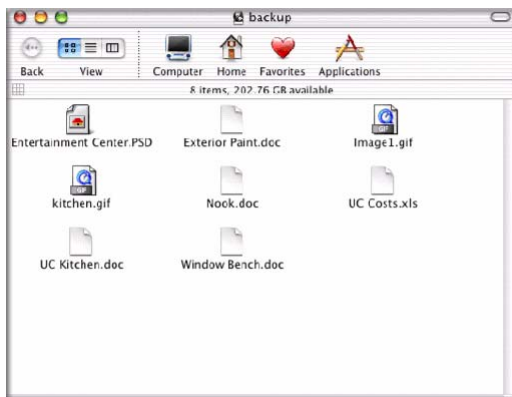 backup
Back View Computer Home Favorites Applications
8 items, 202.76 GB available
Entertainment Center.PSD Exterior Paint.doc Image1.gif
kitchen.gif Nook.doc UC Costs.xls
UC Kitchen.doc Window Bench.doc